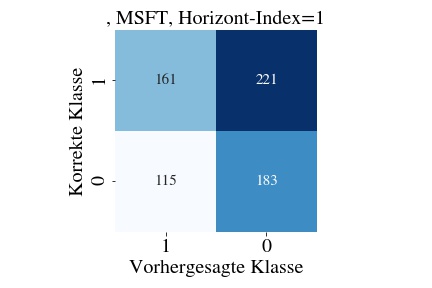 , MSFT, Horizont-Index=1
Korrekte Klasse
1
161
221
0
115
183
1
0
Vorhergesagte Klasse